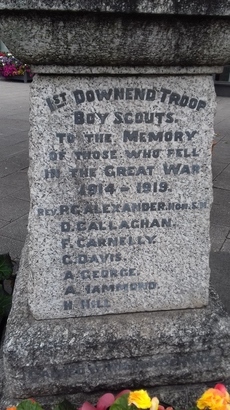 1ST DOWNEND TROOP
BOY SCOUTS.
TO THE MEMORY
OF THOSE WHO FELL
IN THE GREAT WAR
1914-1919.
REV. P.G. ALEXANDER. HON. S.M.
D. CALLAGHAN.
F. CARNELLY.
C. DAVIS.
A. GEORGE.
A HAMMOND.
H HILL